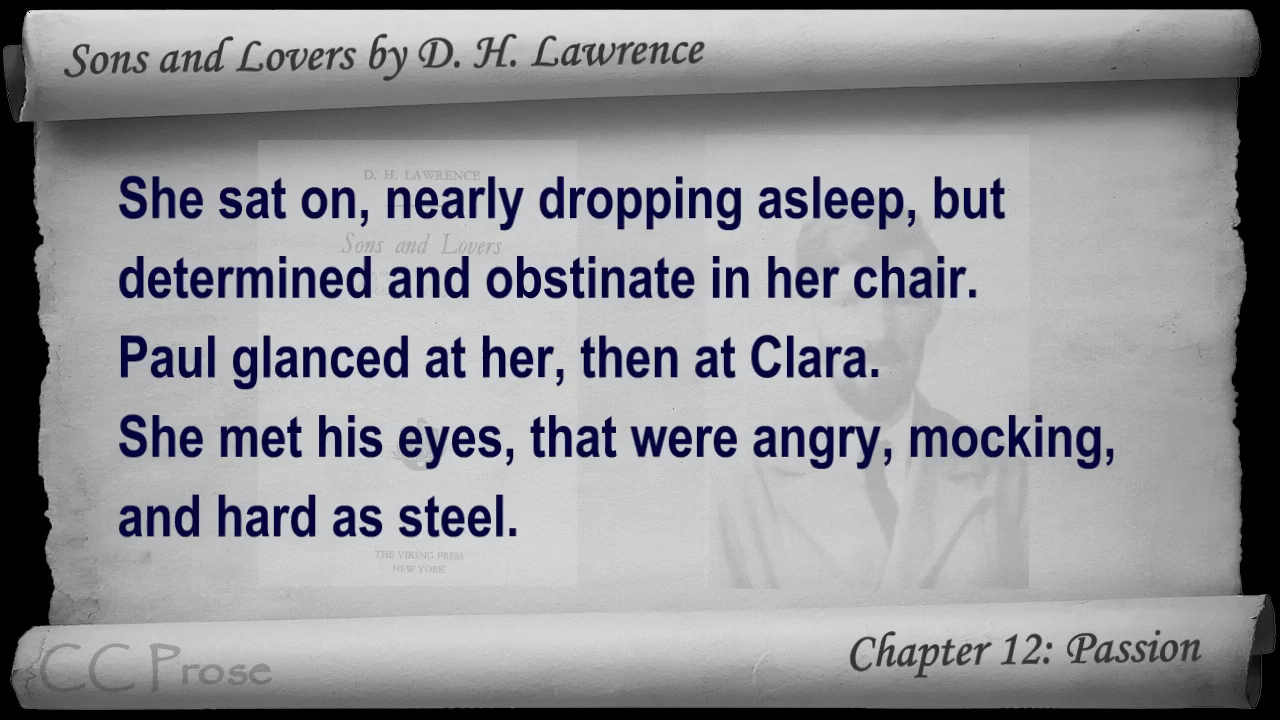 Sons and Lovers by D. H. Lawrence
D. H. LAWRENCE
She sat on, nearly dropping asleep, but
Sons and Lovers
determined and obstinate in her chair.
Paul glanced at her, then at Clara.
She met his eyes, that were angry, mocking,
and hard as steel.
THE VIKING PRESS
NEW YORK
CC Prose
Chapter 12: Passion